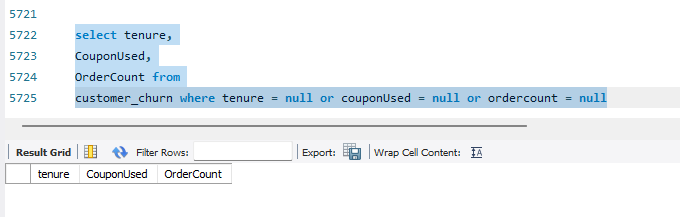 5721
5722 select tenure,
5723 CouponUsed,
5724 OrderCount from
5725 customer_churn where tenure = null or couponUsed = null or ordercount = null
Result Grid Filter Rows: Export: Wrap Cell Content:
tenure CouponUsed OrderCount